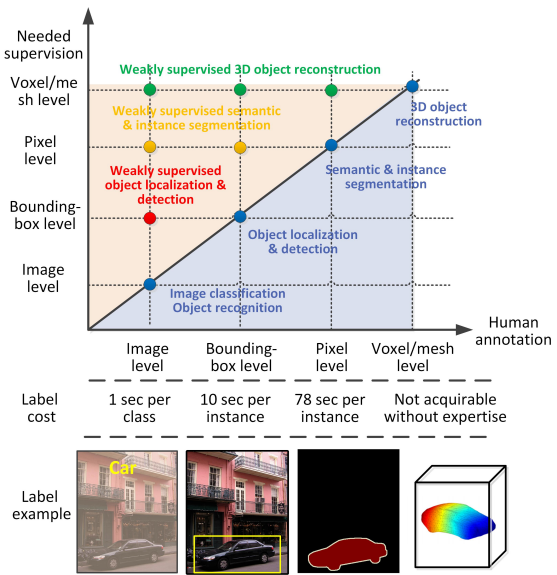 Needed
supervision
Voxel/me
sh level
Weakly supervised 3D object reconstruction
3D object
reconstruction
Weakly supervised semantic
& instance segmentation
Pixel
level
Weakly supervised
object localization &
detection
Semantic & instance
segmentation
Bounding-
box level
Object localization
& detection
Image
level
Image classification
Object recognition
Human
annotation
Image
level
Bounding-
box level
Pixel
level
Voxel/mesh
level
Label
cost
1 sec per
class
10 sec per
instance
78 sec per
instance
Not acquirable
without expertise
Label
example
Car